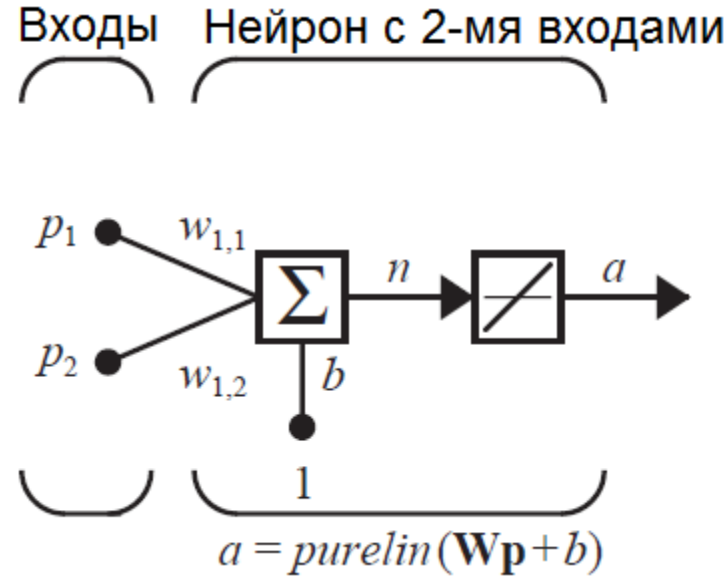 Входы Нейрон с 2-мя входами
p1 w1,1
Σ n a
p2 w1,2 b
1
a = purelin(Wp+b)